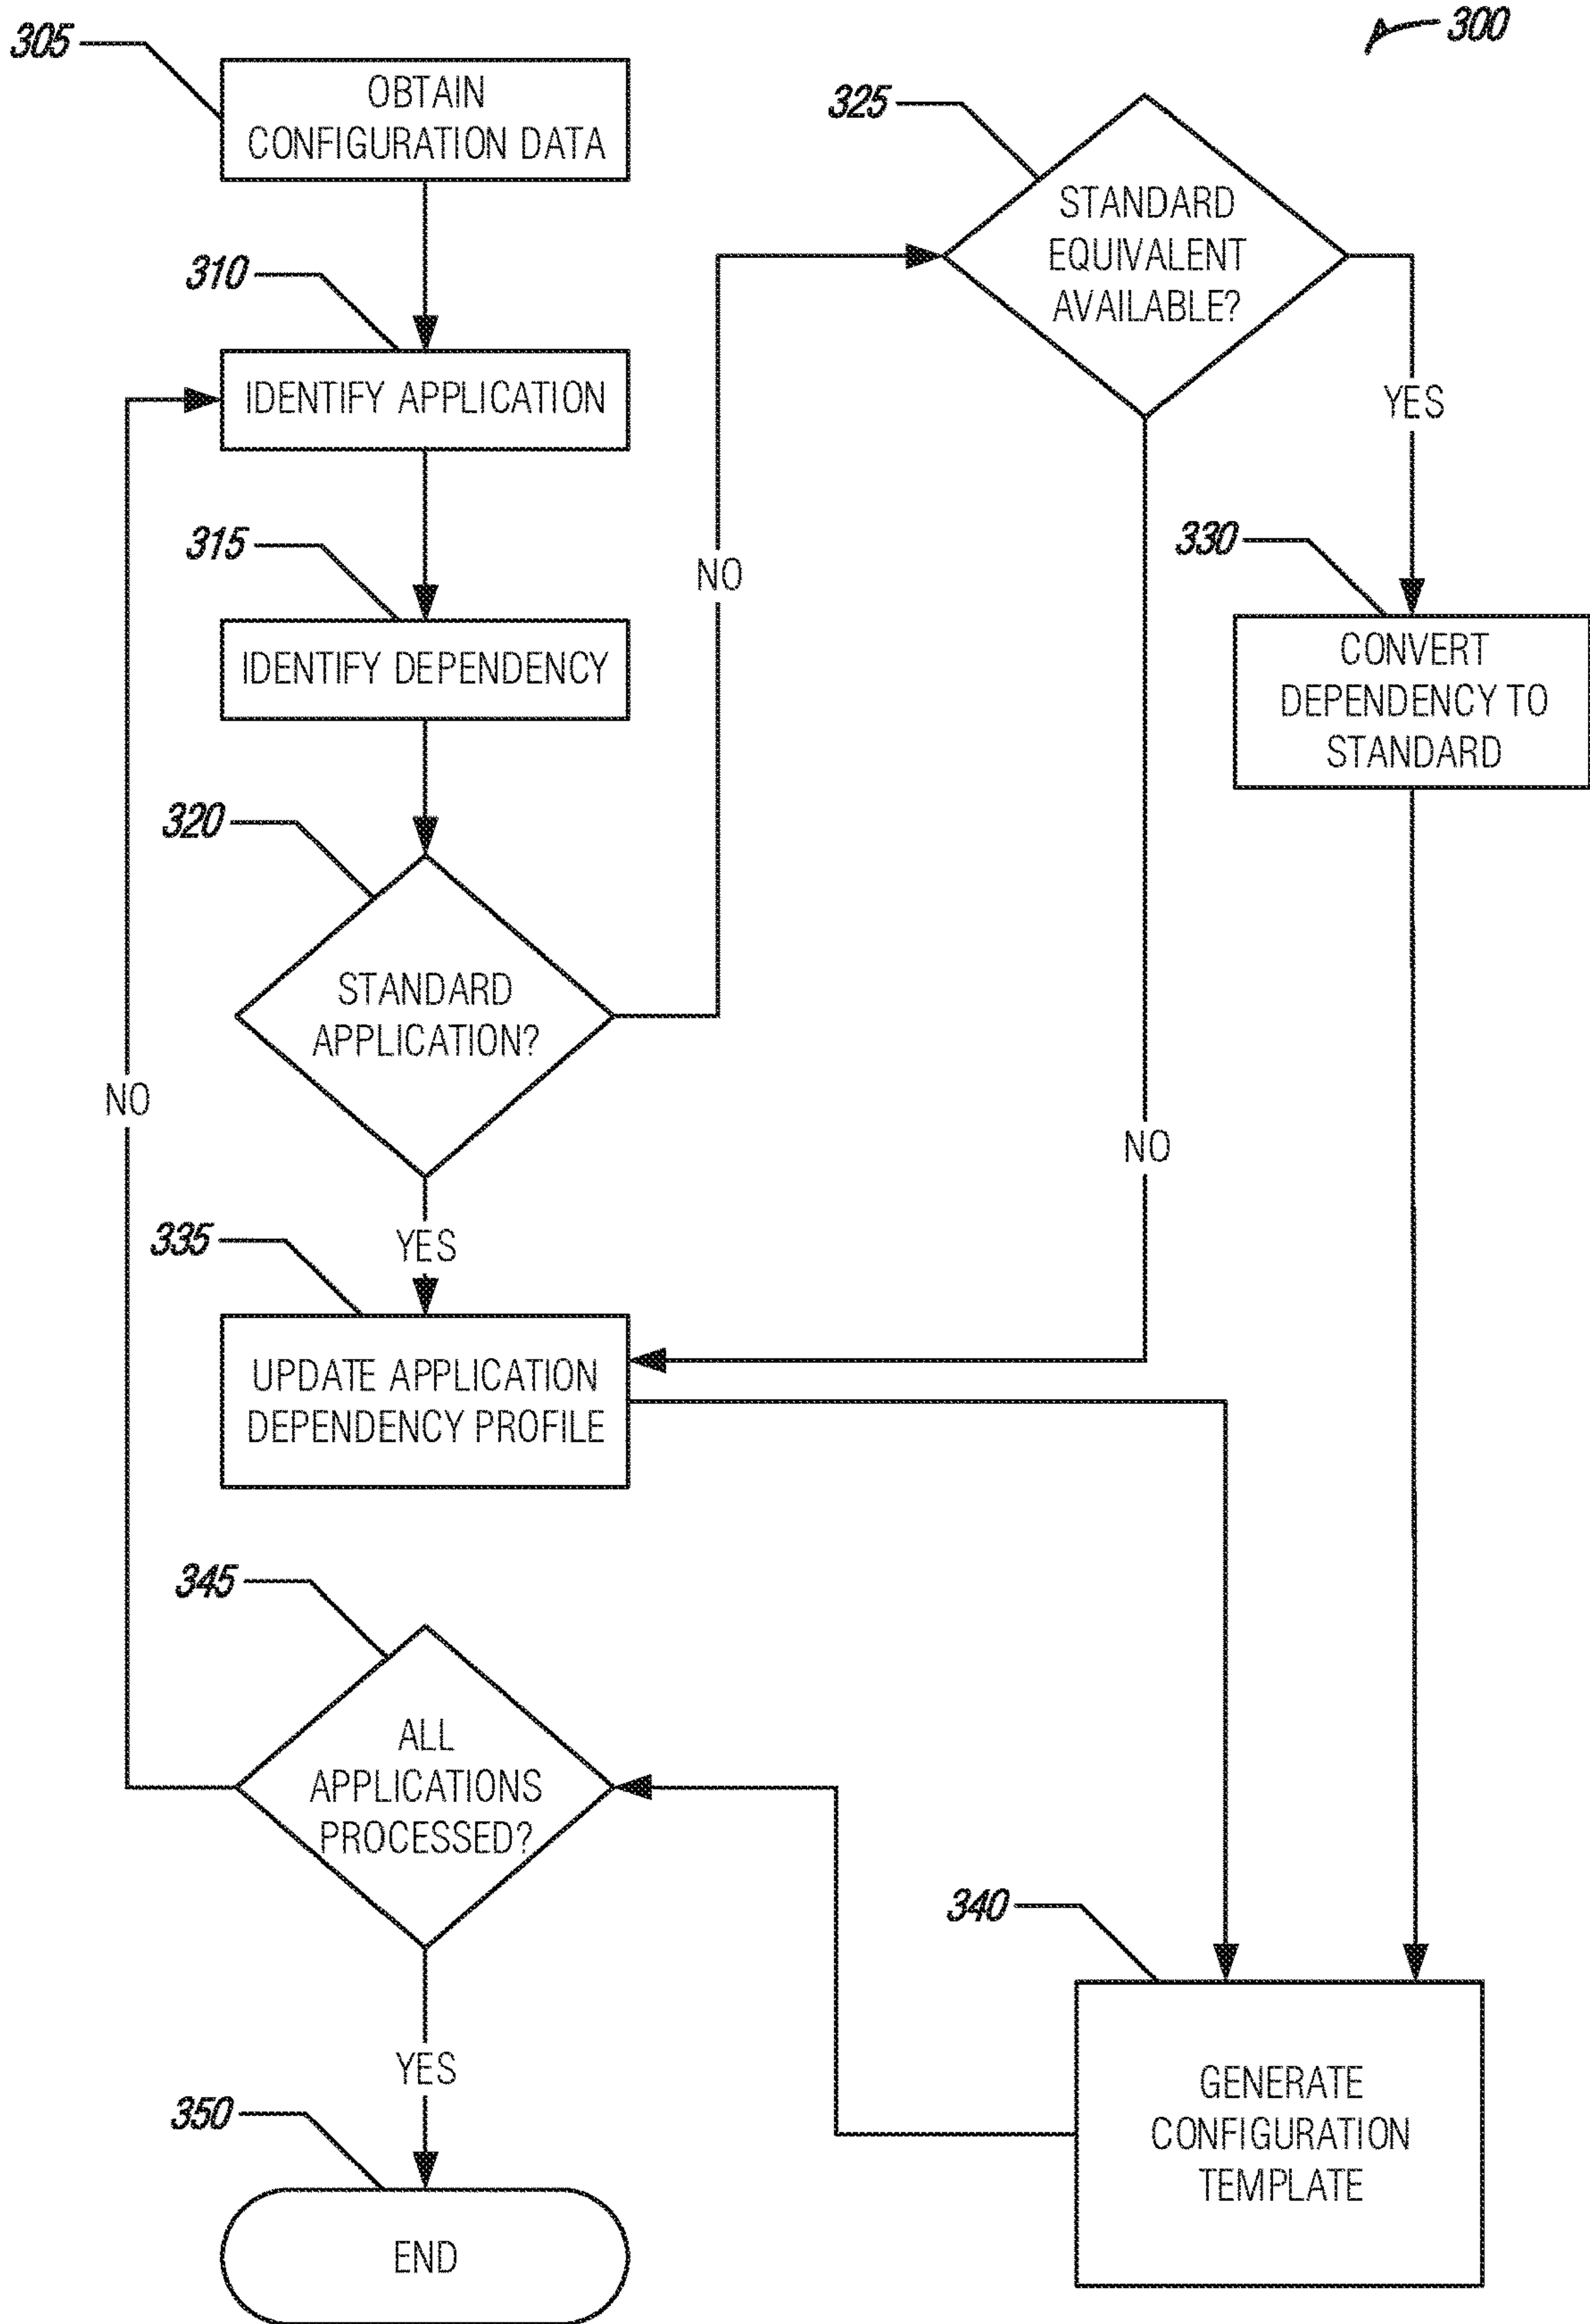 300
305
OBTAIN
CONFIGURATION DATA
310
IDENTIFY APPLICATION
315
IDENTIFY DEPENDENCY
320
STANDARD
APPLICATION?
NO
YES
325
STANDARD
EQUIVALENT
AVAILABLE?
YES
NO
330
CONVERT
DEPENDENCY TO
STANDARD
335
UPDATE APPLICATION
DEPENDENCY PROFILE
340
GENERATE
CONFIGURATION
TEMPLATE
345
ALL
APPLICATIONS
PROCESSED?
NO
YES
350
END